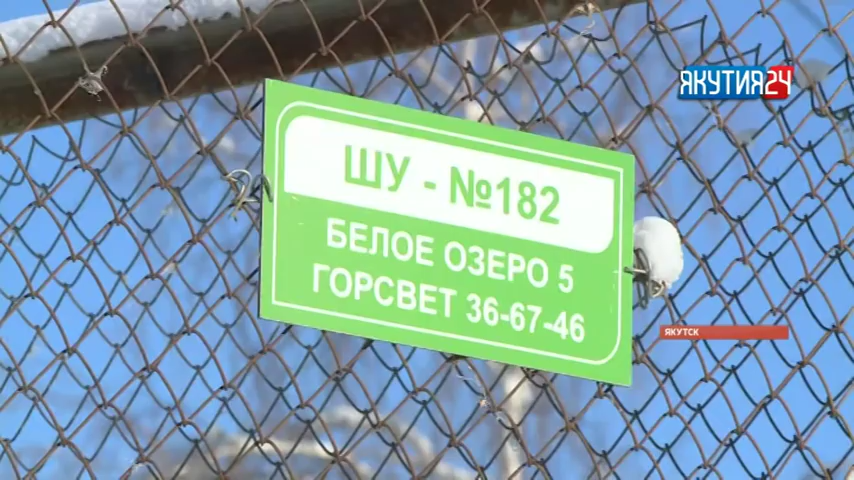 ЯКУТИЯ24
ШУ - №182
БЕЛОЕ ОЗЕРО 5
ГОРСВЕТ 36-67-46
ЯКУТСК